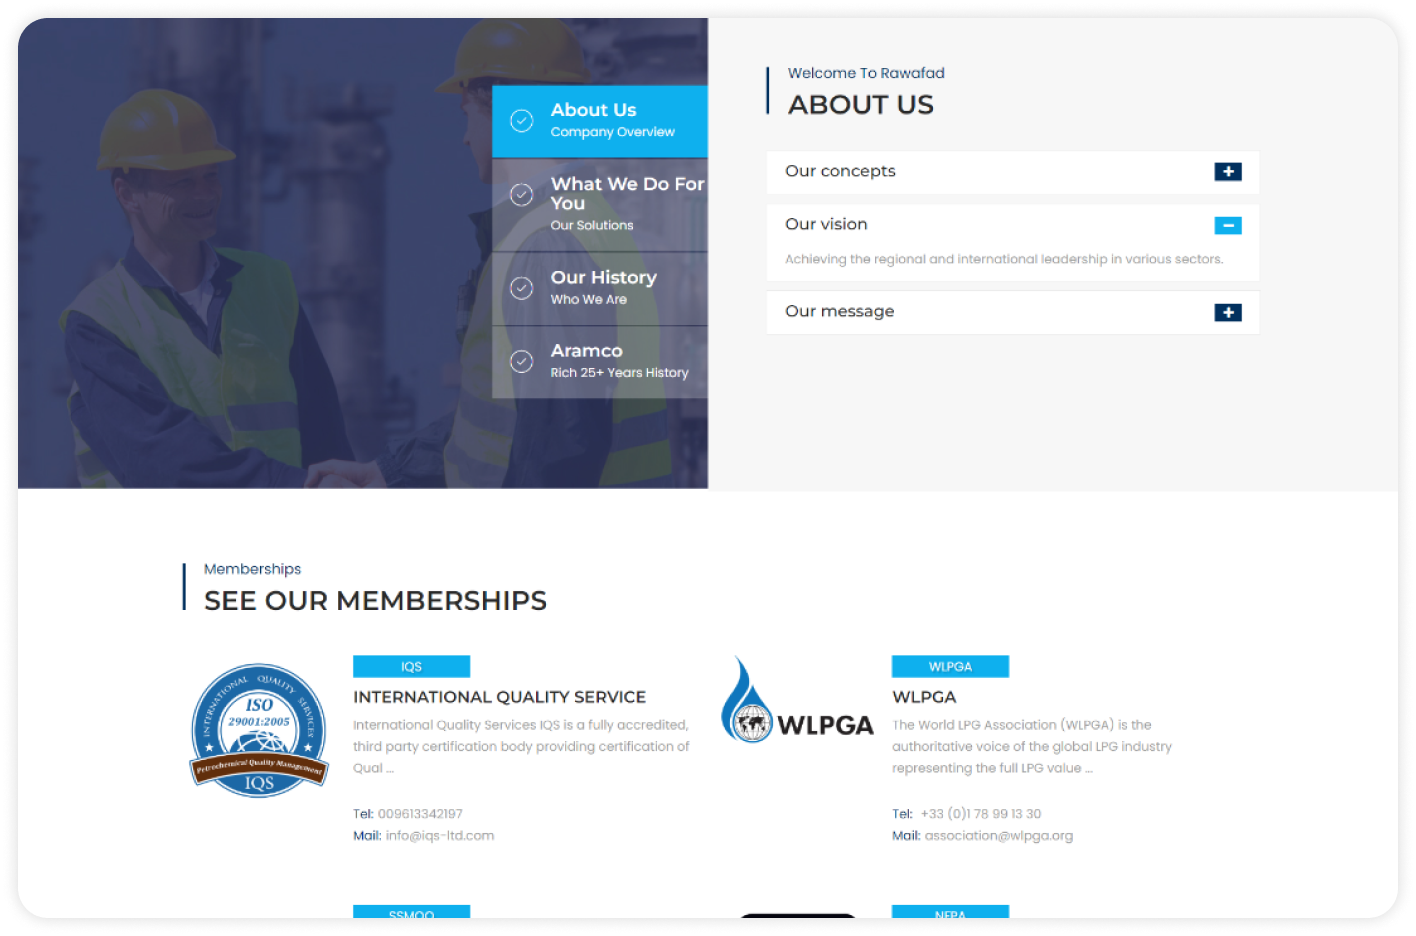 About Us
Company Overview
What We Do For
You
Our Solutions
Our History
Who We Are
Aramco
Rich 25+ Years History
Welcome To Rawafad
ABOUT US
Our concepts
Our vision
Achieving the regional and international leadership in various sectors.
Our message
Memberships
SEE OUR MEMBERSHIPS
INTERNATIONAL QUALITY SERVICES
ISO
29001:2005
Petrochemical Quality Management
IQS
IQS
INTERNATIONAL QUALITY SERVICE
International Quality Services IQS is a fully accredited,
third party certification body providing certification of
Qual ...
Tel: 009613342197
Mail: info@iqs-ltd.com
WLPGA
WLPGA
WLPGA
The World LPG Association (WLPGA) is the
authoritative voice of the global LPG industry
representing the full LPG value ...
Tel: +33 (0)1 78 99 13 30
Mail: association@wlpga.org
NFPA